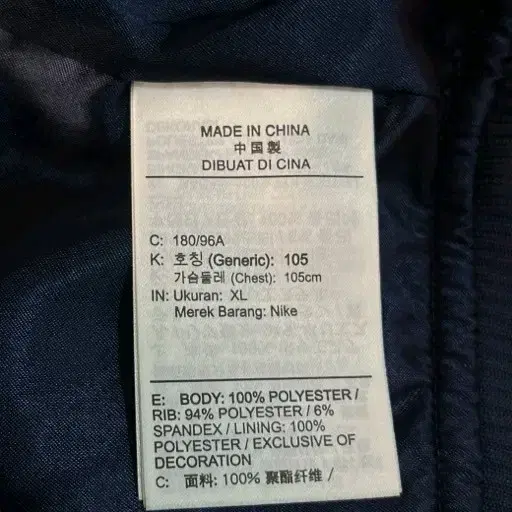 MADE IN CHINA
中国製
DIBUAT DI CINA
C: 180/96A
K: 호칭 (Generic): 105
가슴둘레 (Chest): 105cm
IN: Ukuran: XL
Merek Barang: Nike
E: BODY: 100% POLYESTER /
RIB: 94% POLYESTER / 6%
SPANDEX / LINING: 100%
POLYESTER / EXCLUSIVE OF
DECORATION
C: 面料: 100% 聚酯纤维 /